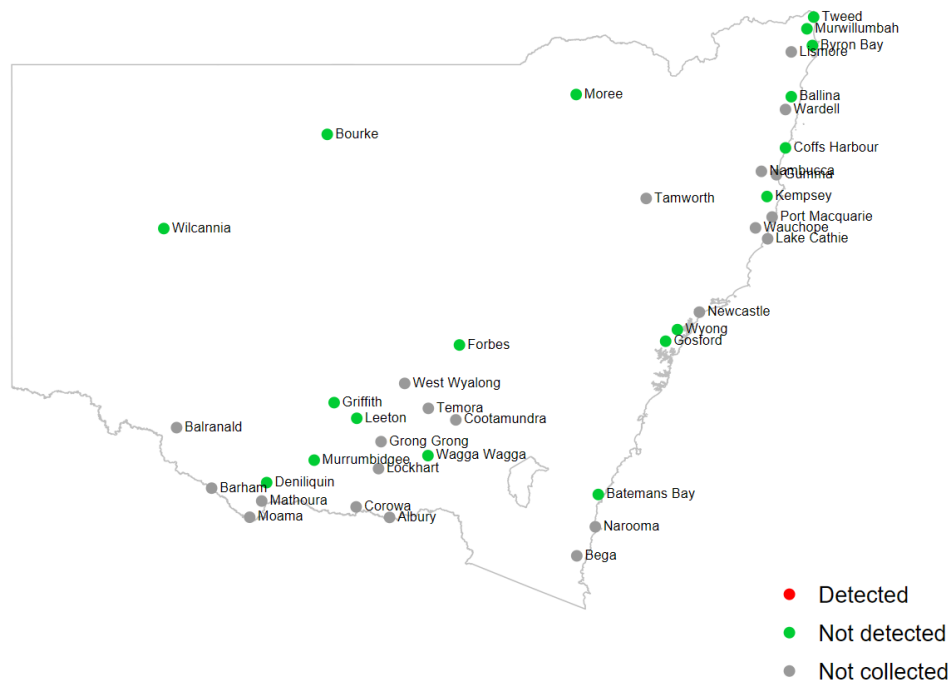 Tweed
Murwillumbah
Byron Bay
Lismore
Moree
Ballina
Wardell
Bourke
Coffs Harbour
Nambucca
Gumma
Tamworth
Kempsey
Port Macquarie
Wilcannia
Wauchope
Lake Cathie
Newcastle
Wyong
Gosford
Forbes
West Wyalong
Griffith
Temora
Leeton
Cootamundra
Balranald
Grong Grong
Wagga Wagga
Murrumbidgee
Lockhart
Deniliquin
Barham
Batemans Bay
Mathoura
Corowa
Moama
Albury
Narooma
Bega
Detected
Not detected
Not collected